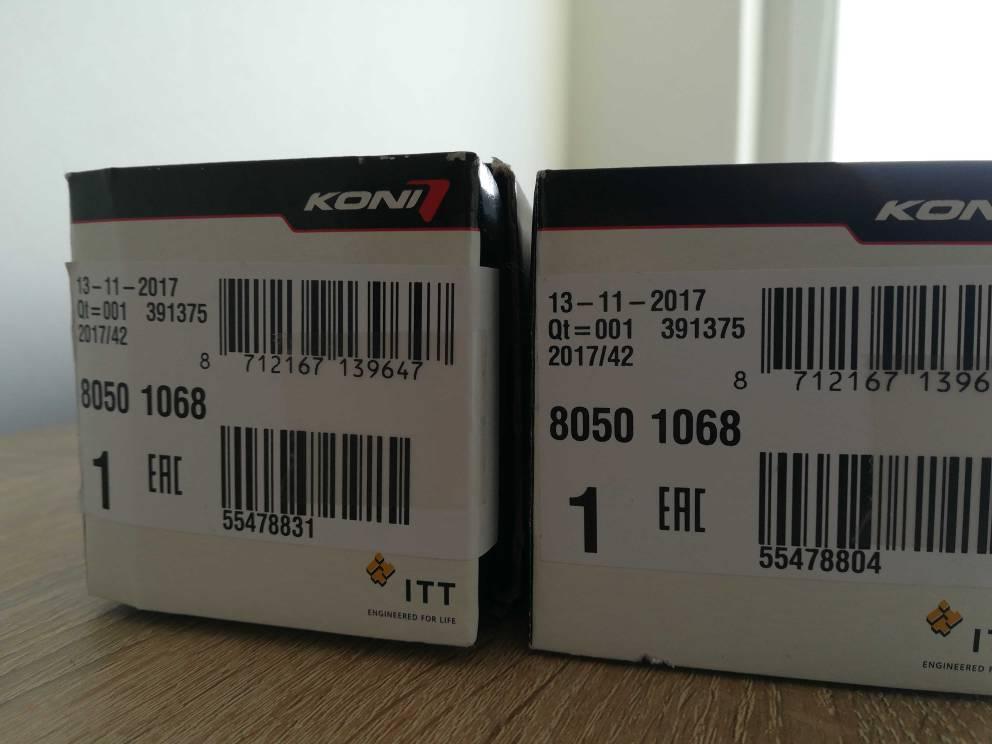 KONI
13-11-2017
Qt=001 391375
2017/42
8 712167 139647
8050 1068
1 EAC
55478831
ITT
ENGINEERED FOR LIFE
KON
13-11-2017
Qt=001 391375
2017/42
8 712167 1396
8050 1068
1 EAC
55478804
IT
ENGINEERED F